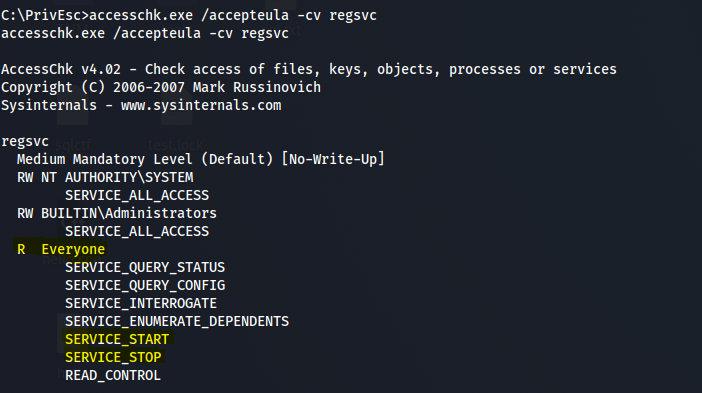 C:\PrivEsc>accesschk.exe /accepteula -cv regsvc
accesschk.exe /accepteula -cv regsvc
AccessChk v4.02 - Check access of files, keys, objects, processes or services
Copyright (C) 2006-2007 Mark Russinovich
Sysinternals - www.sysinternals.com
regsvc
Medium Mandatory Level (Default) [No-Write-Up]
RW NT AUTHORITY\SYSTEM
SERVICE_ALL_ACCESS
RW BUILTIN\Administrators
SERVICE_ALL_ACCESS
R Everyone
SERVICE_QUERY_STATUS
SERVICE_QUERY_CONFIG
SERVICE_INTERROGATE
SERVICE_ENUMERATE_DEPENDENTS
SERVICE_START
SERVICE_STOP
READ_CONTROL